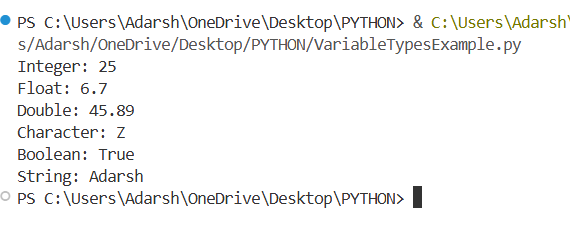 PS C:\Users\Adarsh\OneDrive\Desktop\PYTHON> & C:\Users\Adarsh\
s/Adarsh/OneDrive/Desktop/PYTHON/VariableTypesExample.py
Integer: 25
Float: 6.7
Double: 45.89
Character: Z
Boolean: True
String: Adarsh
PS C:\Users\Adarsh\OneDrive\Desktop\PYTHON>